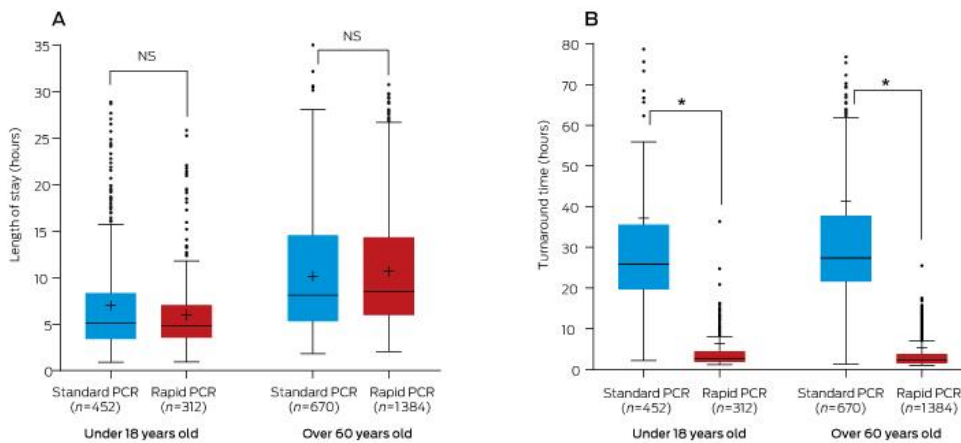 A
NS
NS
35
30
25
20
15
10
5
0
Length of stay (hours)
Standard PCR Rapid PCR Standard PCR Rapid PCR
(n=452) (n=312) (n=670) (n=1384)
Under 18 years old Over 60 years old
B
*
*
80
70
60
50
40
30
20
10
0
Turnaround time (hours)
Standard PCR Rapid PCR Standard PCR Rapid PCR
(n=452) (n=312) (n=670) (n=1384)
Under 18 years old Over 60 years old